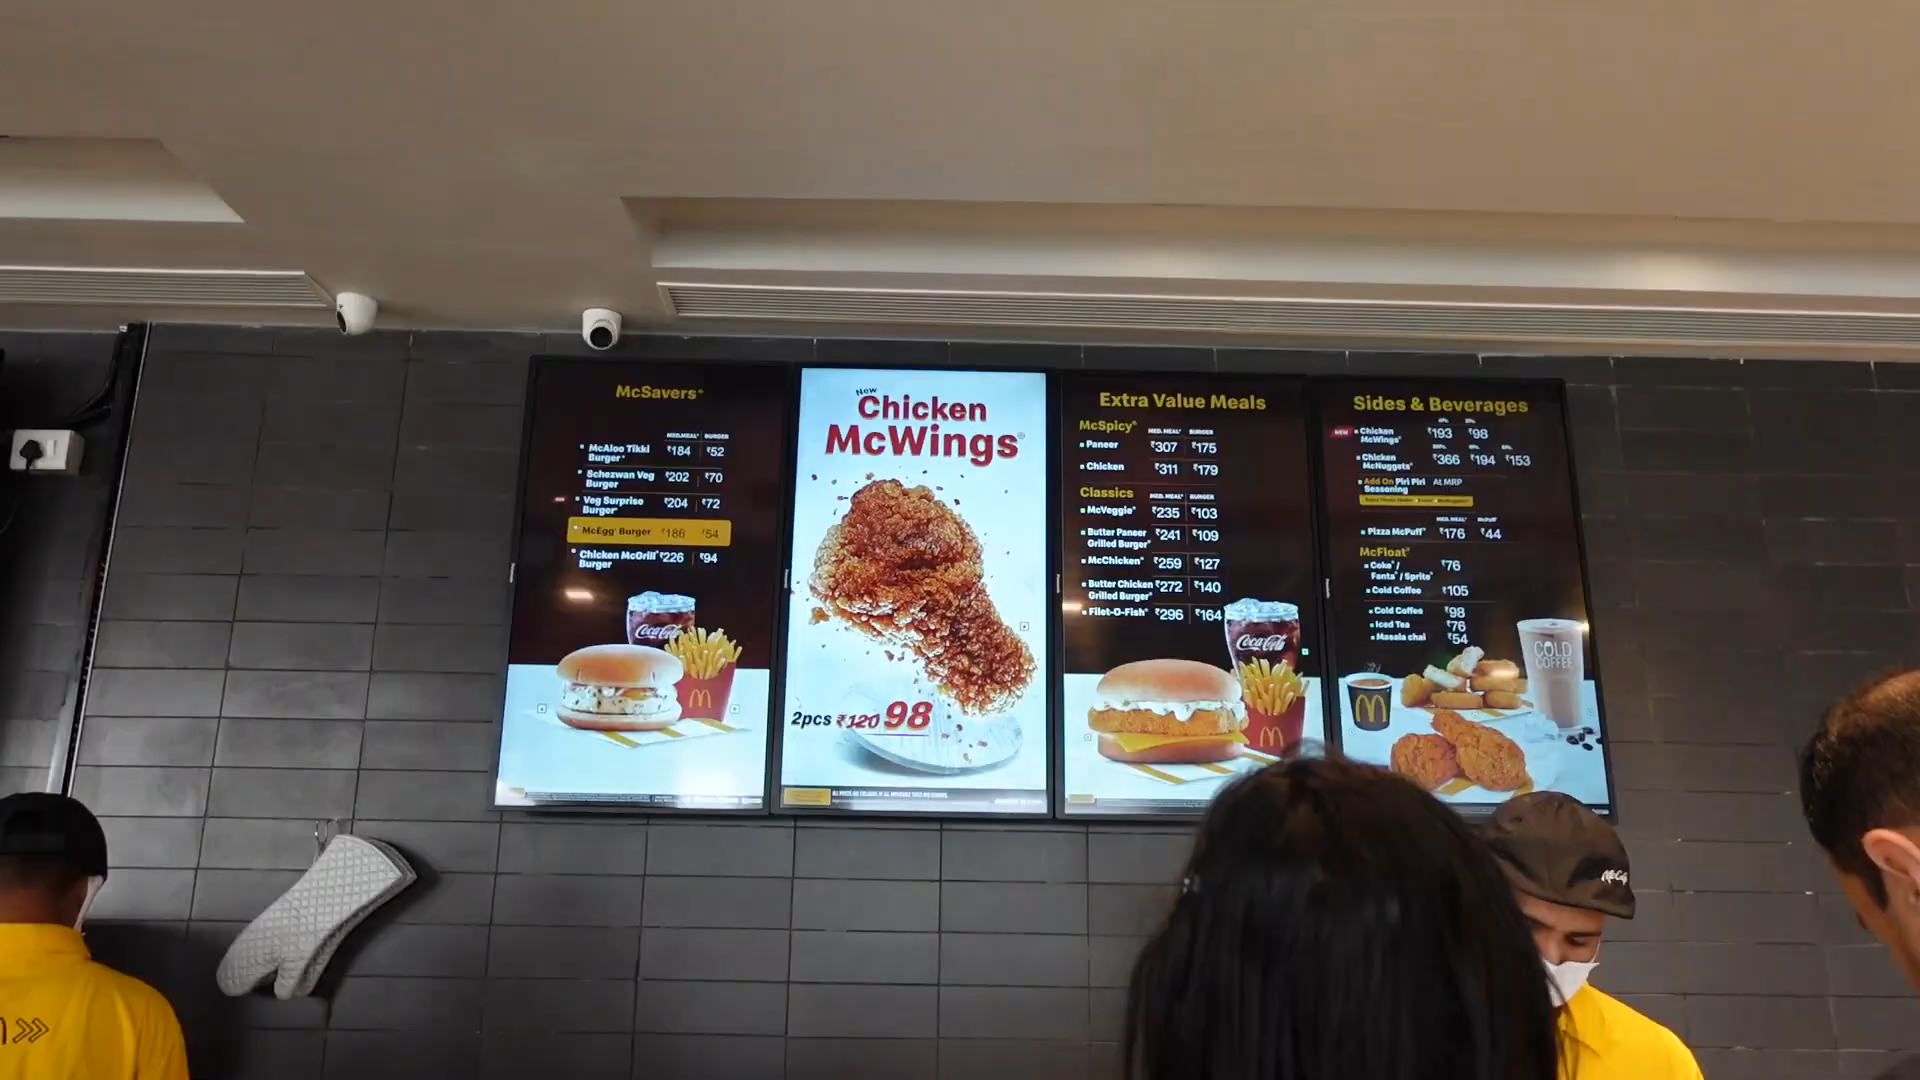 McSavers®
MED.MEAL* BURGER
McAloo Tikki ₹184 ₹52
Burger®
Schezwan Veg ₹202 ₹70
Burger
Veg Surprise ₹204 ₹72
Burger
McEgg® Burger ₹186 ₹54
Chicken McGrill® ₹226 ₹94
Burger
Coca-Cola
New
Chicken
McWings®
2pcs ₹120 98
Extra Value Meals
McSpicy®
MED. MEAL* BURGER
Paneer ₹307 ₹175
Chicken ₹311 ₹179
Classics MED. MEAL* BURGER
McVeggie® ₹235 ₹103
Butter Paneer ₹241 ₹109
Grilled Burger®
McChicken® ₹259 ₹127
Butter Chicken ₹272 ₹140
Grilled Burger®
Filet-O-Fish® ₹296 ₹164
Coca-Cola
Sides & Beverages
NEW Chicken ₹193 ₹98
McWings®
Chicken ₹366 ₹194 ₹153
McNuggets®
Add On Piri Piri At MRP
Seasoning
MED. MEAL* McPuff®
Pizza McPuff® ₹176 ₹44
McFloat®
Coke® / ₹76
Fanta® / Sprite®
Cold Coffee ₹105
Cold Coffee ₹98
Iced Tea ₹76
Masala chai ₹54
COLD
COFFEE